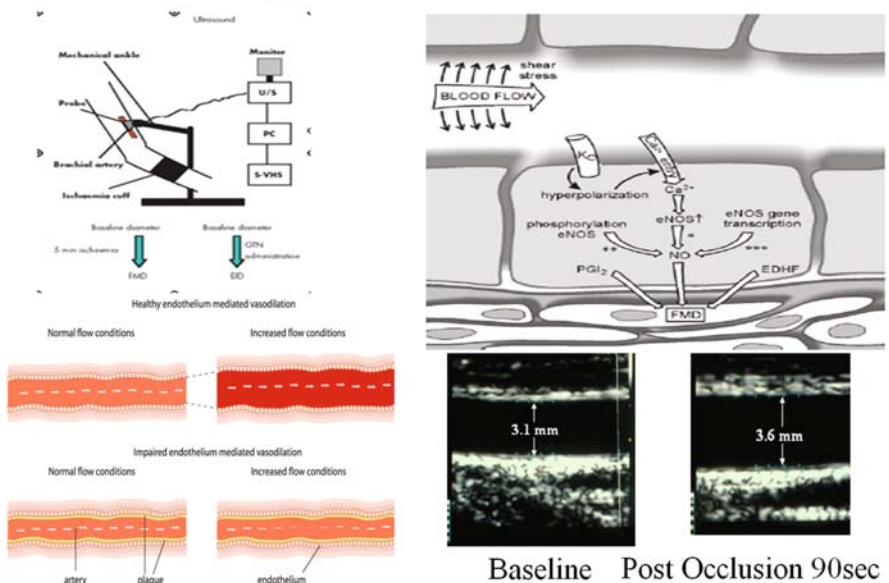 Ultrasound
Mechanical ankle
Monitor
U/S
Probe
PC
Brachial artery
S-VHS
Ischaemia cuff
Baseline diameter
Baseline diameter
5 min ischaemia
GTN
administration
FMD
EID
Healthy endothelium mediated vasodilation
Normal flow conditions
Increased flow conditions
Impaired endothelium mediated vasodilation
Normal flow conditions
Increased flow conditions
artery
plaque
endothelium
shear
stress
BLOOD FLOW
Ca²⁺ entry
hyperpolarization
Ca²⁺
eNOS↑
phosphorylation
eNOS
eNOS gene
transcription
*
**
***
NO
PGI₂
EDHF
FMD
3.1 mm
3.6 mm
Baseline
Post Occlusion 90sec